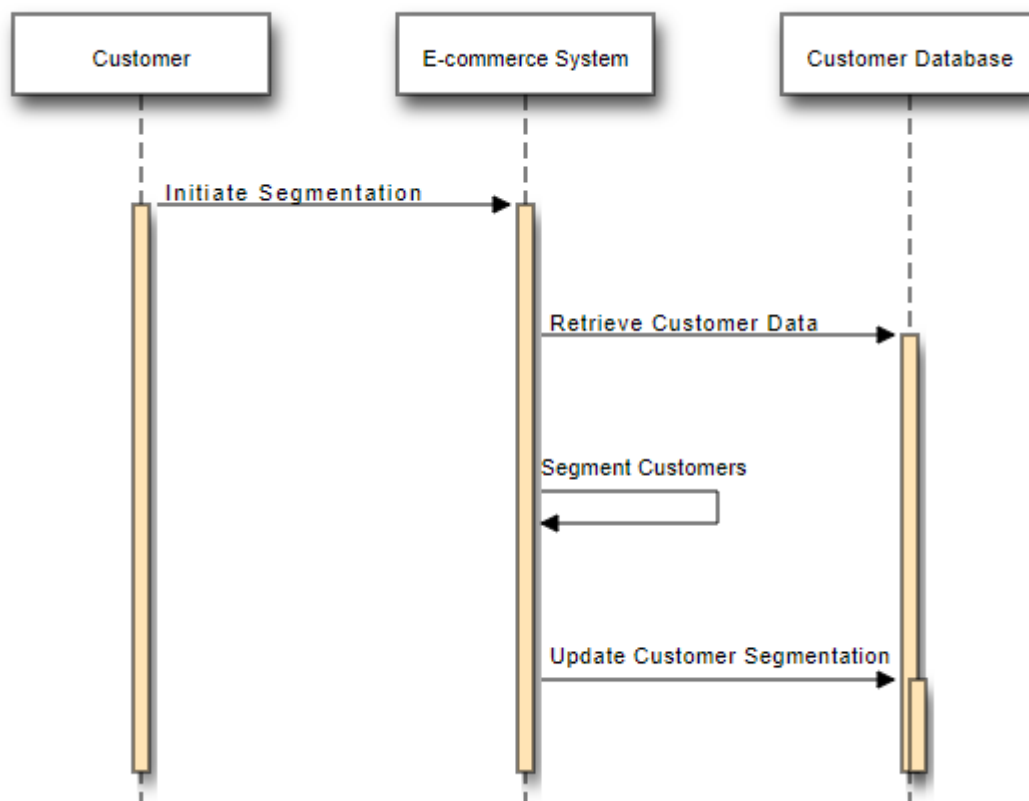 Customer
E-commerce System
Customer Database
Initiate Segmentation
Retrieve Customer Data
Segment Customers
Update Customer Segmentation